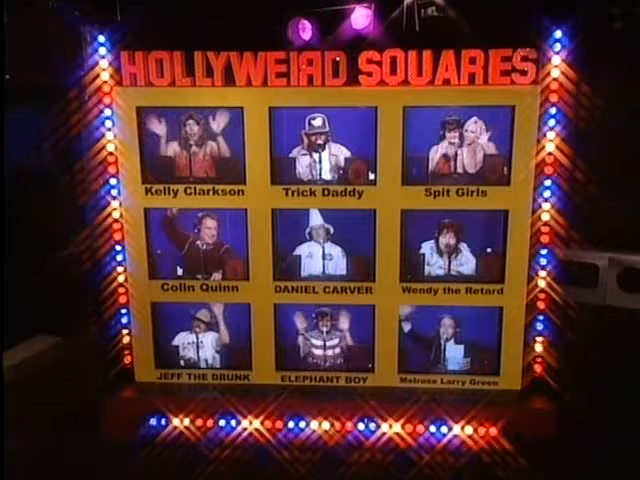 HOLLYWEIRD SQUARES
Kelly Clarkson
Trick Daddy
Spit Girls
Colin Quinn
DANIEL CARVER
Wendy the Retard
JEFF THE DRUNK
ELEPHANT BOY
Melrose Larry Green